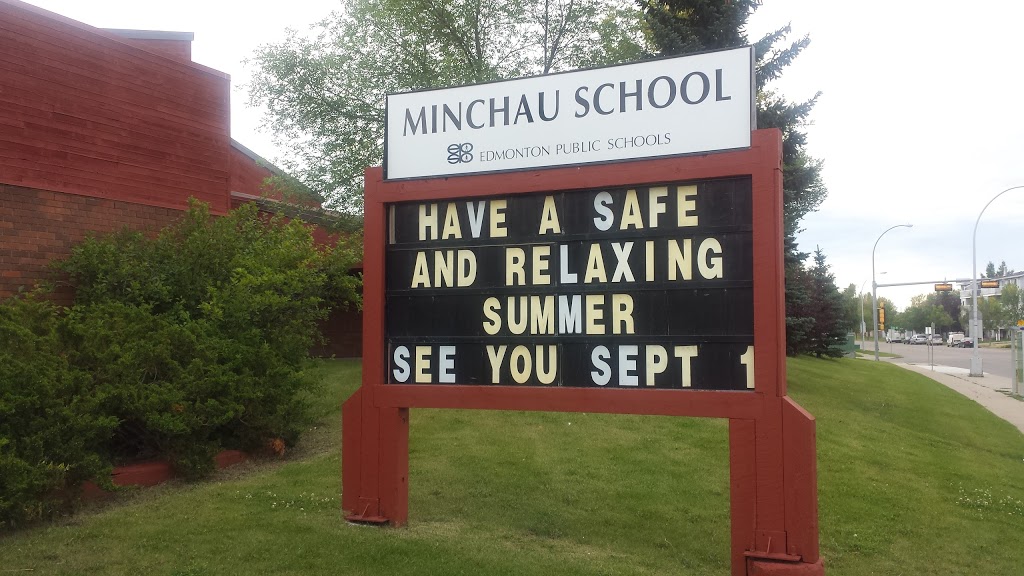 MINCHAU SCHOOL
EDMONTON PUBLIC SCHOOLS
HAVE A SAFE
AND RELAXING
SUMMER
SEE YOU SEPT 1